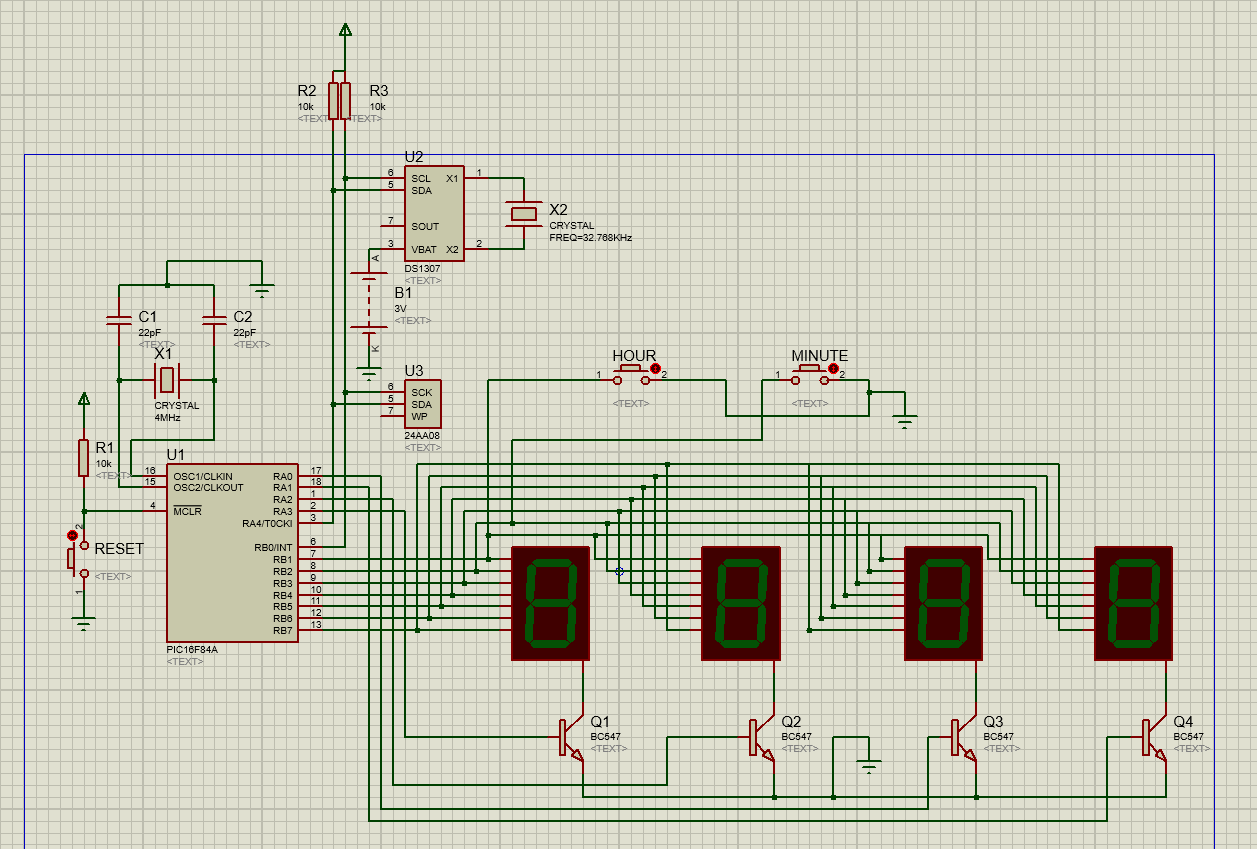 R2
10k
<TEXT>
R3
10k
<TEXT>
U2
6 SCL X1 1
5 SDA
7 SOUT
3 VBAT X2 2
DS1307
<TEXT>
X2
CRYSTAL
FREQ=32.768KHz
A
B1
3V
<TEXT>
K
C1
22pF
<TEXT>
C2
22pF
<TEXT>
X1
CRYSTAL
4MHz
U3
6 SCK
5 SDA
7 WP
24AA08
<TEXT>
HOUR
1 2
<TEXT>
MINUTE
1 2
<TEXT>
R1
10k
<TEXT>
U1
16 OSC1/CLKIN RA0 17
15 OSC2/CLKOUT RA1 18
RA2 1
4 MCLR RA3 2
RA4/T0CKI 3
RB0/INT 6
RB1 7
RB2 8
RB3 9
RB4 10
RB5 11
RB6 12
RB7 13
PIC16F84A
<TEXT>
2
RESET
<TEXT>
1
Q1
BC547
<TEXT>
Q2
BC547
<TEXT>
Q3
BC547
<TEXT>
Q4
BC547
<TEXT>